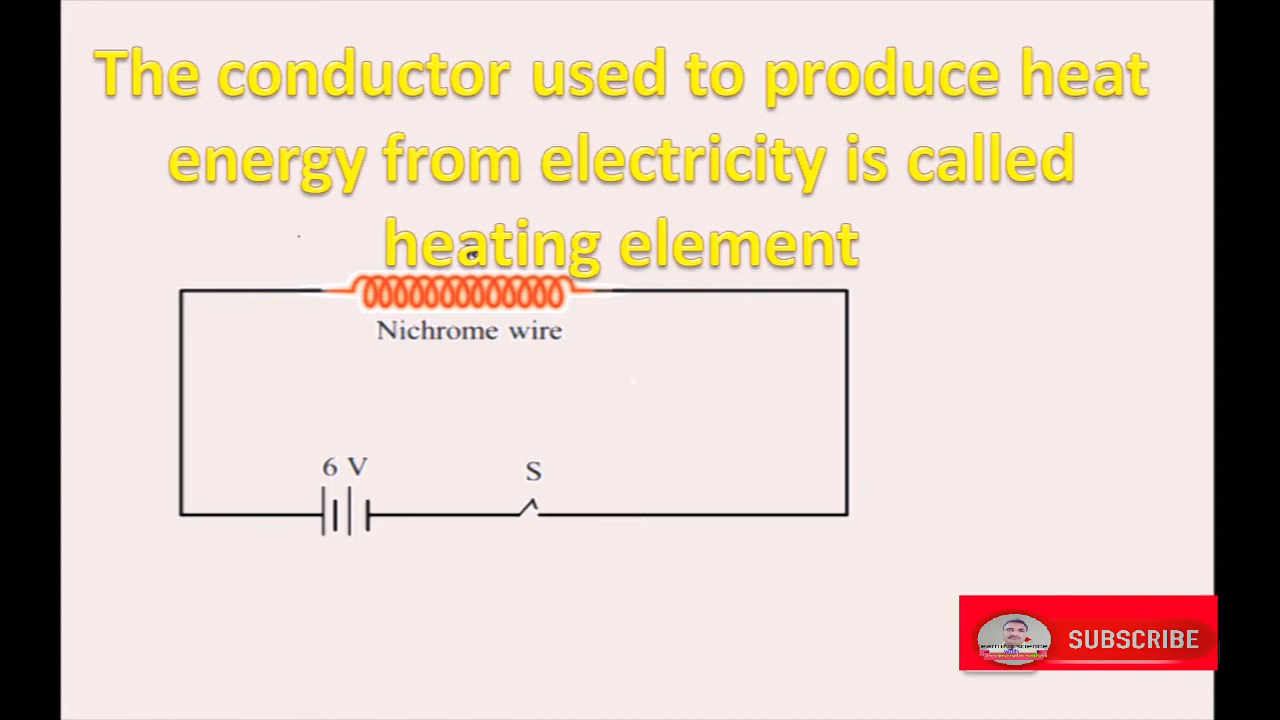 The conductor used to produce heat
energy from electricity is called
heating element
Nichrome wire
6 V
S
SUBSCRIBE